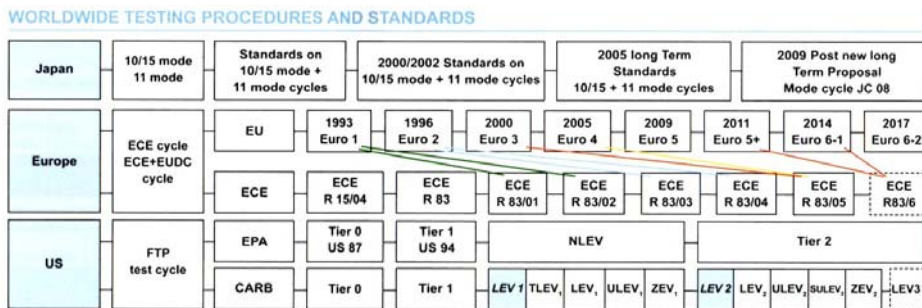 WORLDWIDE TESTING PROCEDURES AND STANDARDS
Japan
10/15 mode
11 mode
Standards on
10/15 mode +
11 mode cycles
2000/2002 Standards on
10/15 mode + 11 mode cycles
2005 long Term
Standards
10/15 + 11 mode cycles
2009 Post new long
Term Proposal
Mode cycle JC 08
Europe
ECE cycle
ECE+EUDC
cycle
EU
1993
Euro 1
1996
Euro 2
2000
Euro 3
2005
Euro 4
2009
Euro 5
2011
Euro 5+
2014
Euro 6-1
2017
Euro 6-2
ECE
ECE
R 15/04
ECE
R 83
ECE
R 83/01
ECE
R 83/02
ECE
R 83/03
ECE
R 83/04
ECE
R 83/05
ECE
R83/6
US
FTP
test cycle
EPA
Tier 0
US 87
Tier 1
US 94
NLEV
Tier 2
CARB
Tier 0
Tier 1
LEV 1
TLEV₁
LEV₁
ULEV₁
ZEV₁
LEV 2
LEV₂
ULEV₂
SULEV₂
ZEV₂
LEV3